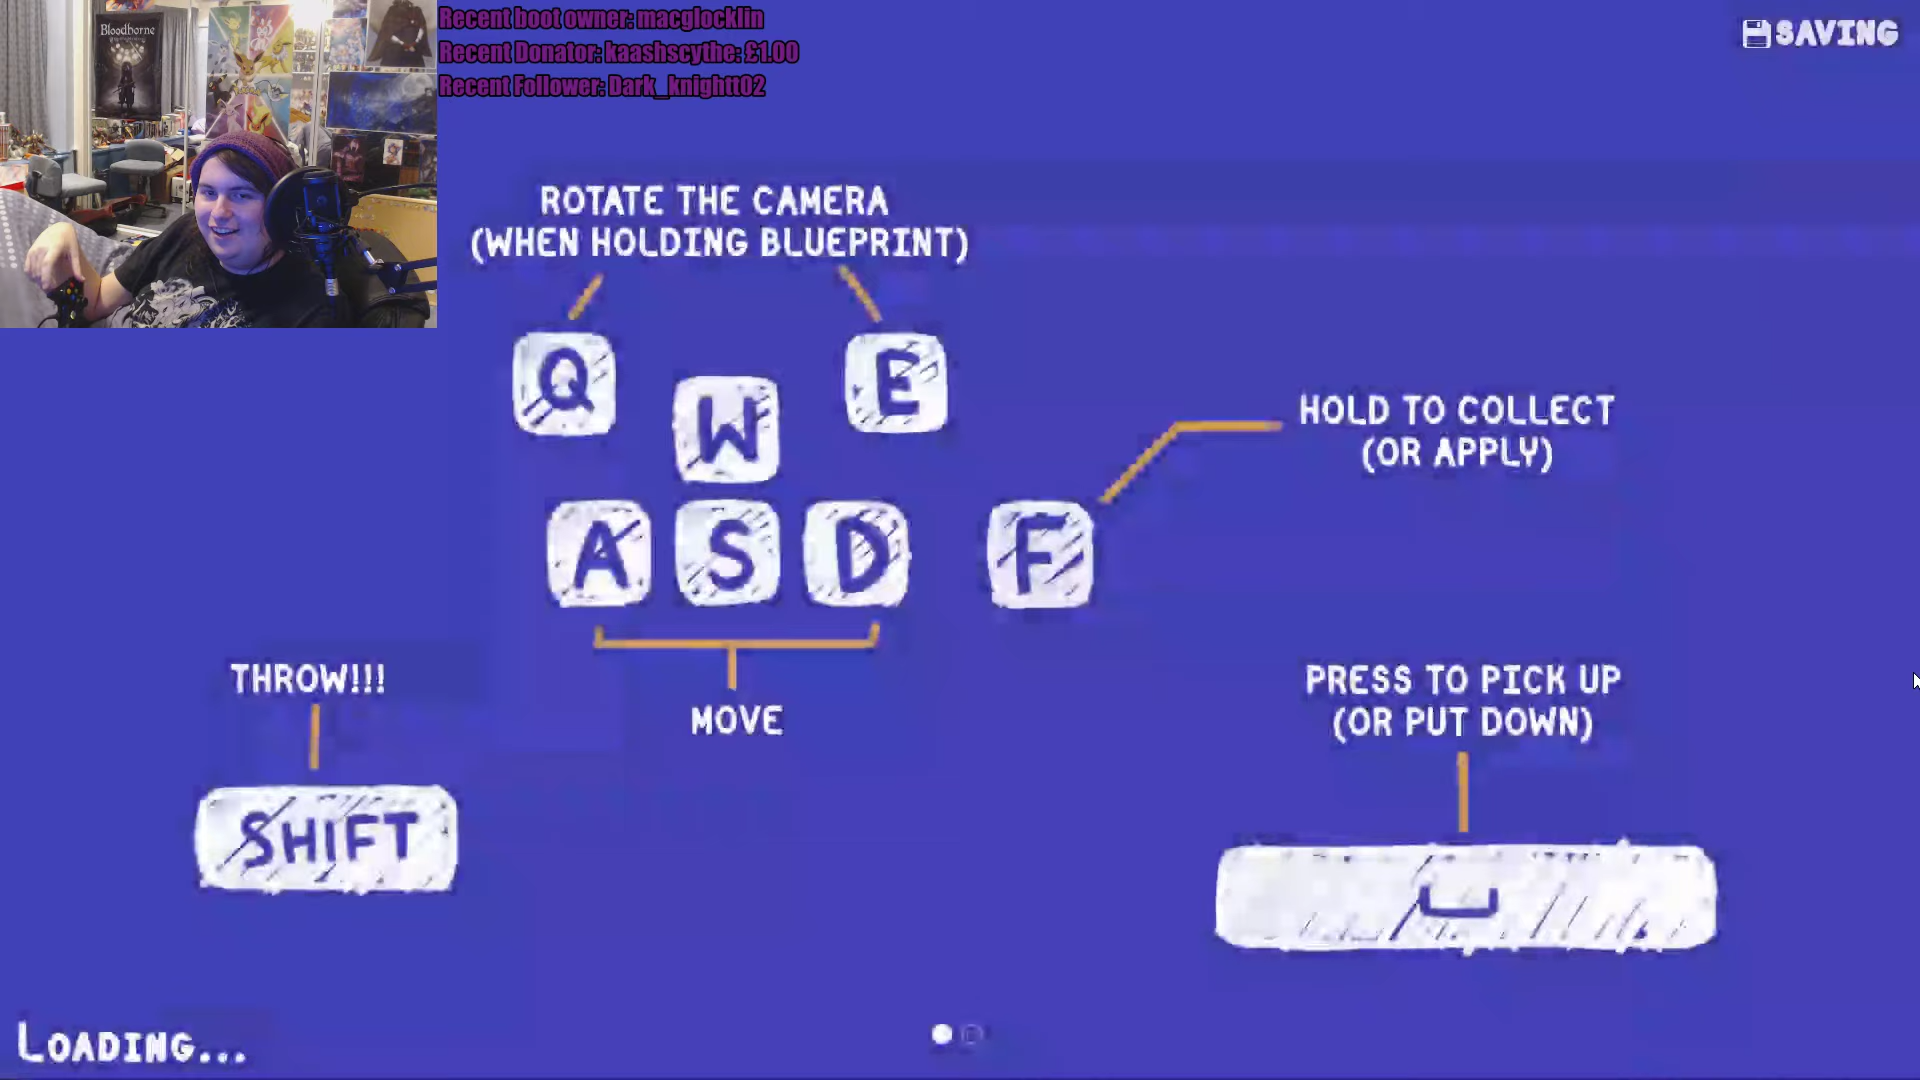 Bloodborne
Recent boot owner: macglocklin
Recent Donator: kaashscythe: £1.00
Recent Follower: Dark_knightt02
SAVING
ROTATE THE CAMERA
(WHEN HOLDING BLUEPRINT)
Q
W
E
HOLD TO COLLECT
(OR APPLY)
A
S
D
F
THROW!!!
MOVE
PRESS TO PICK UP
(OR PUT DOWN)
SHIFT
LOADING...